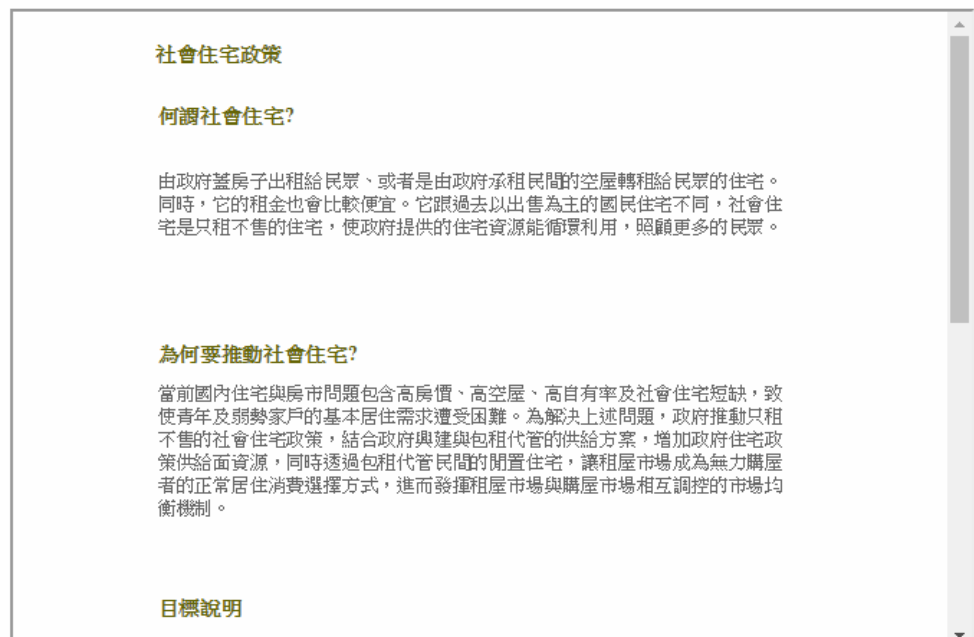 社會住宅政策
何謂社會住宅?
由政府蓋房子出租給民眾、或者是由政府承租民間的空屋轉租給民眾的住宅。
同時，它的租金也會比較便宜。它跟過去以出售為主的國民住宅不同，社會住
宅是只租不售的住宅，使政府提供的住宅資源能循環利用，照顧更多的民眾。
為何要推動社會住宅?
當前國內住宅與房市問題包含高房價、高空屋、高自有率及社會住宅短缺，致
使青年及弱勢家戶的基本居住需求遭受困難。為解決上述問題，政府推動只租
不售的社會住宅政策，結合政府興建與包租代管的供給方案，增加政府住宅政
策供給面資源，同時透過包租代管民間的閒置住宅，讓租屋市場成為無力購屋
者的正常居住消費選擇方式，進而發揮租屋市場與購屋市場相互調控的市場均
衡機制。
目標說明